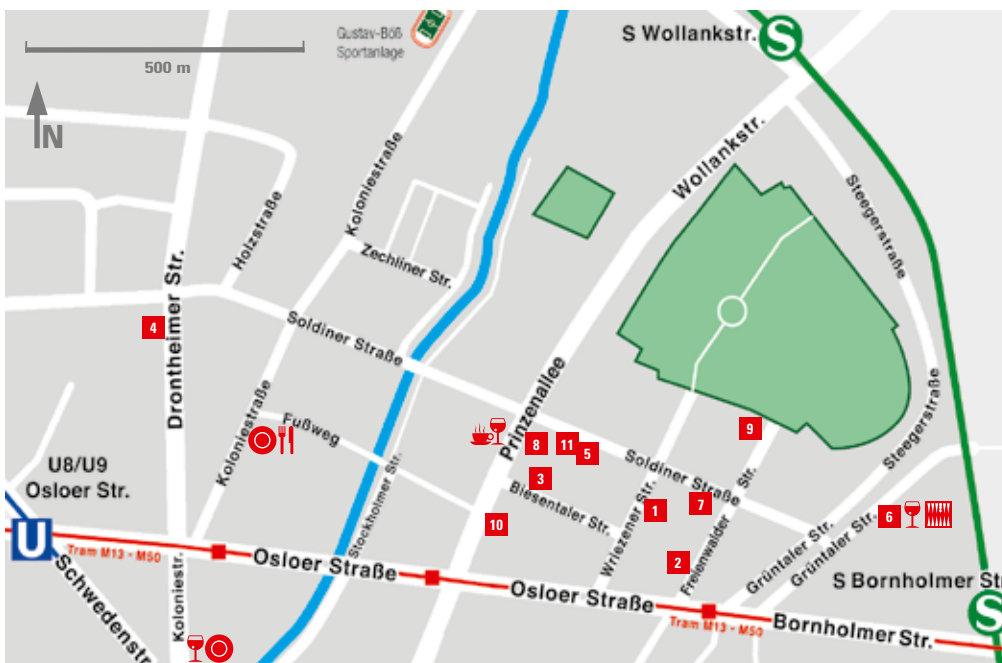 Gustav-Böß
Sportanlage
S Wollankstr.
S
500 m
N
Wollankstr.
Koloniestraße
Steegerstraße
Holzstraße
Zechliner Str.
Drontheimer Str.
4
Soldiner Straße
Prinzenallee
Koloniestraße
Fußweg
Steegerstraße
9
8
11
5
U8/U9
Osloer Str.
Soldiner Straße
3
Biesentaler Str.
Stockholmer Str.
Wriezener Str.
1
7
Freienwalder Str.
6
10
Grüntaler Str.
Grüntaler Str.
U
Tram M13 - M50
Osloer Straße
2
S Bornholmer Str
S
Schwedenstr
Koloniestr.
Osloer Straße
Tram M13 - M50
Bornholmer Str.